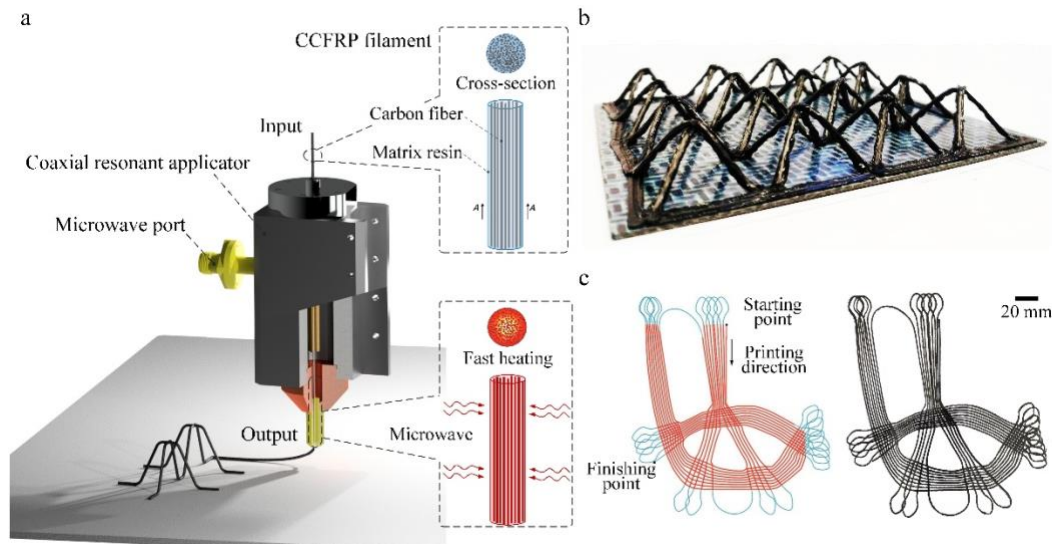 a
CCFRP filament
Cross-section
Carbon fiber
Matrix resin
A
A
Input
Coaxial resonant applicator
Microwave port
Fast heating
Microwave
Output
b
c
Starting
point
Printing
direction
Finishing
point
20 mm